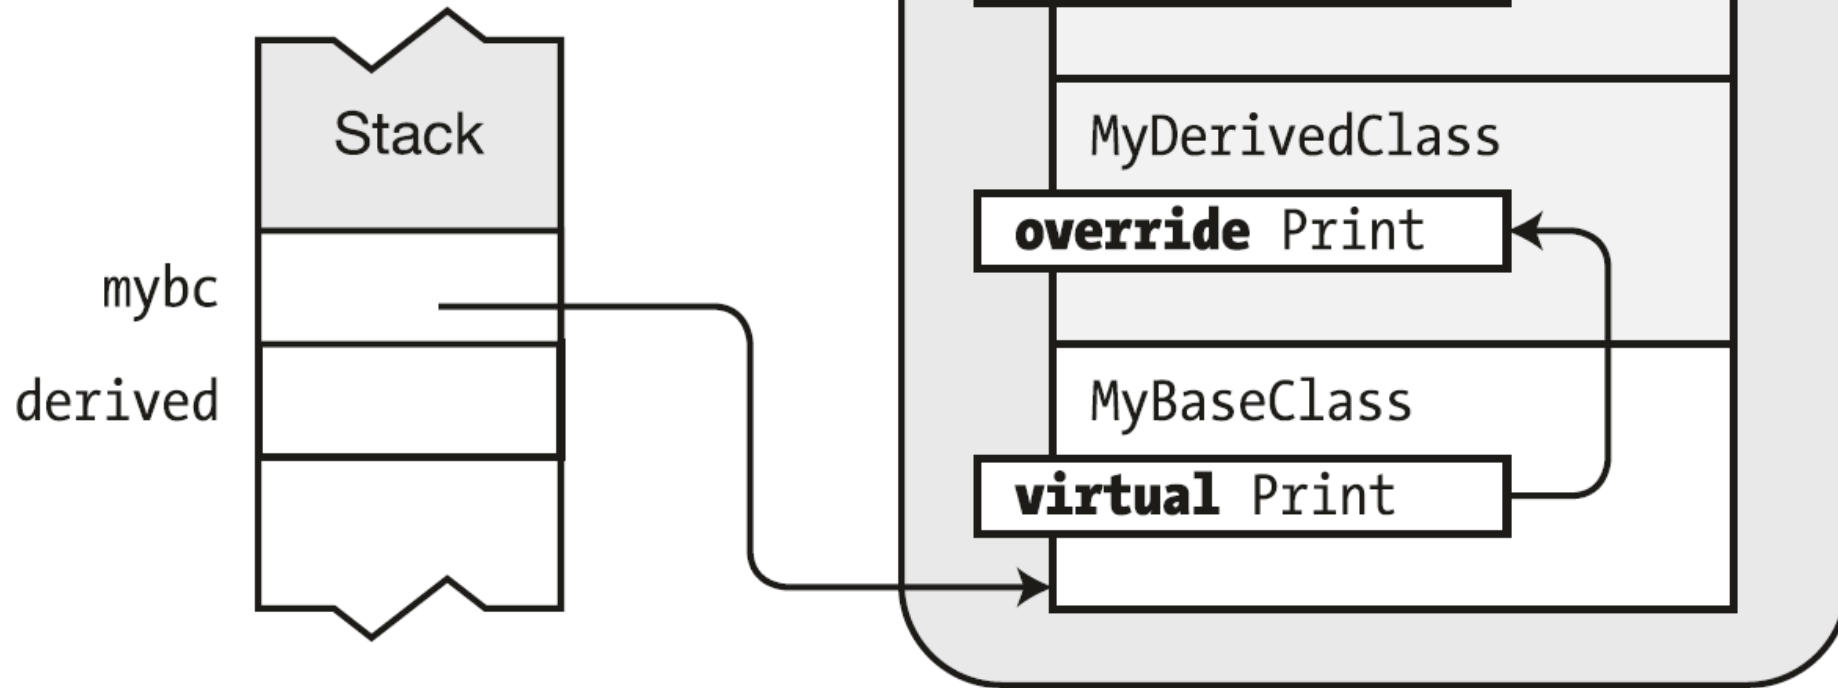 Stack
mybc
derived
MyDerivedClass
override Print
MyBaseClass
virtual Print